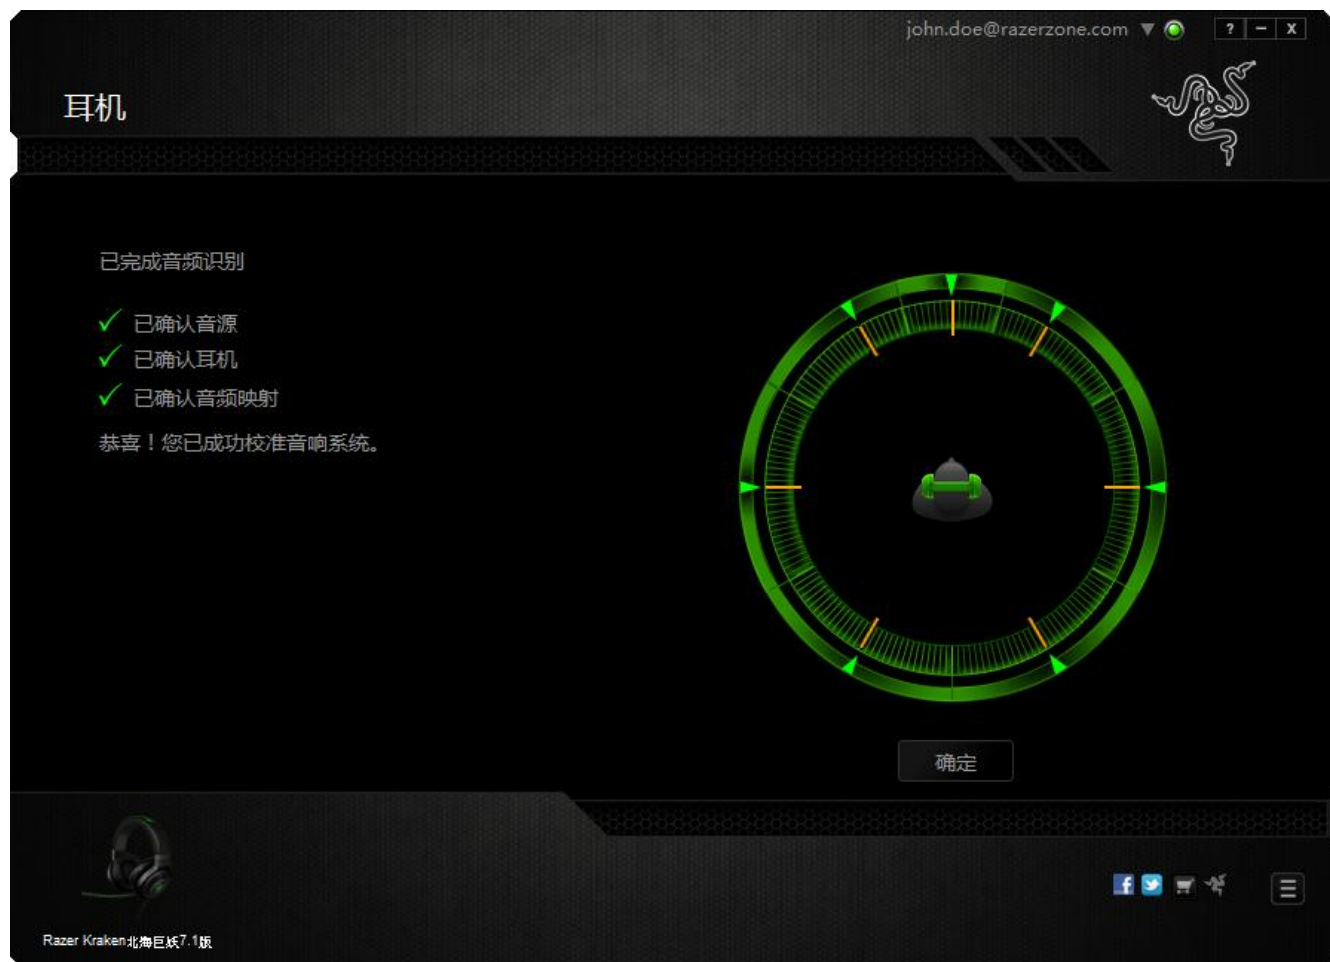 john.doe@razerzone.com
? – X
耳机
已完成音频识别
已确认音源
已确认耳机
已确认音频映射
恭喜！您已成功校准音响系统。
确定
Razer Kraken北海巨妖7.1版